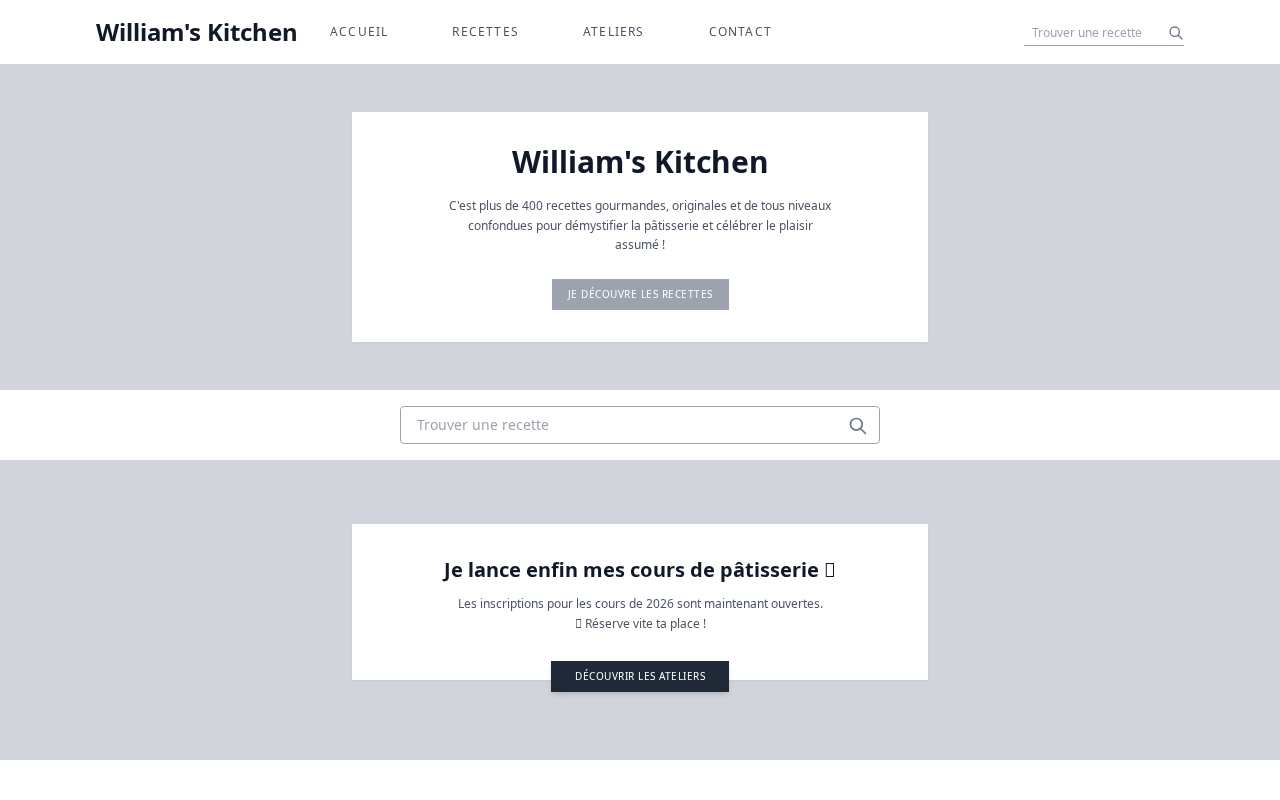 William's Kitchen
ACCUEIL
RECETTES
ATELIERS
CONTACT
Trouver une recette
William's Kitchen
C'est plus de 400 recettes gourmandes, originales et de tous niveaux
confondues pour démystifier la pâtisserie et célébrer le plaisir
assumé !
JE DÉCOUVRE LES RECETTES
Trouver une recette
Je lance enfin mes cours de pâtisserie
Les inscriptions pour les cours de 2026 sont maintenant ouvertes.
Réserve vite ta place !
DÉCOUVRIR LES ATELIERS